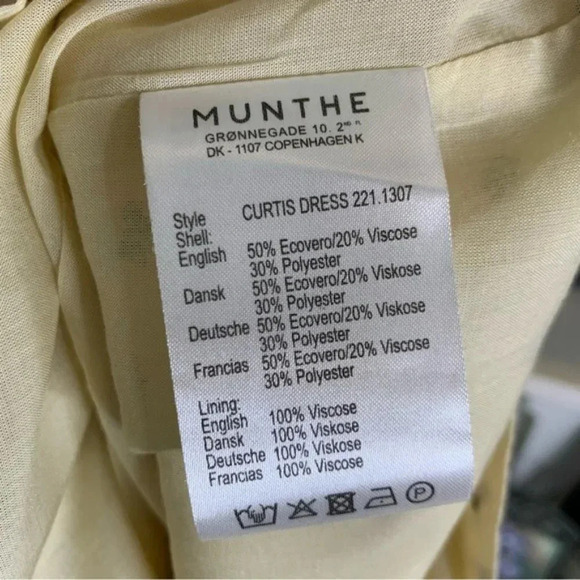 MUNTHE
GRØNNEGADE 10. 2ND FL
DK - 1107 COPENHAGEN K
Style CURTIS DRESS 221.1307
Shell:
English 50% Ecovero/20% Viscose
30% Polyester
Dansk 50% Ecovero/20% Viskose
30% Polyester
Deutsche 50% Ecovero/20% Viskose
30% Polyester
Francias 50% Ecovero/20% Viscose
30% Polyester
Lining:
English 100% Viscose
Dansk 100% Viskose
Deutsche 100% Viskose
Francias 100% Viscose
P